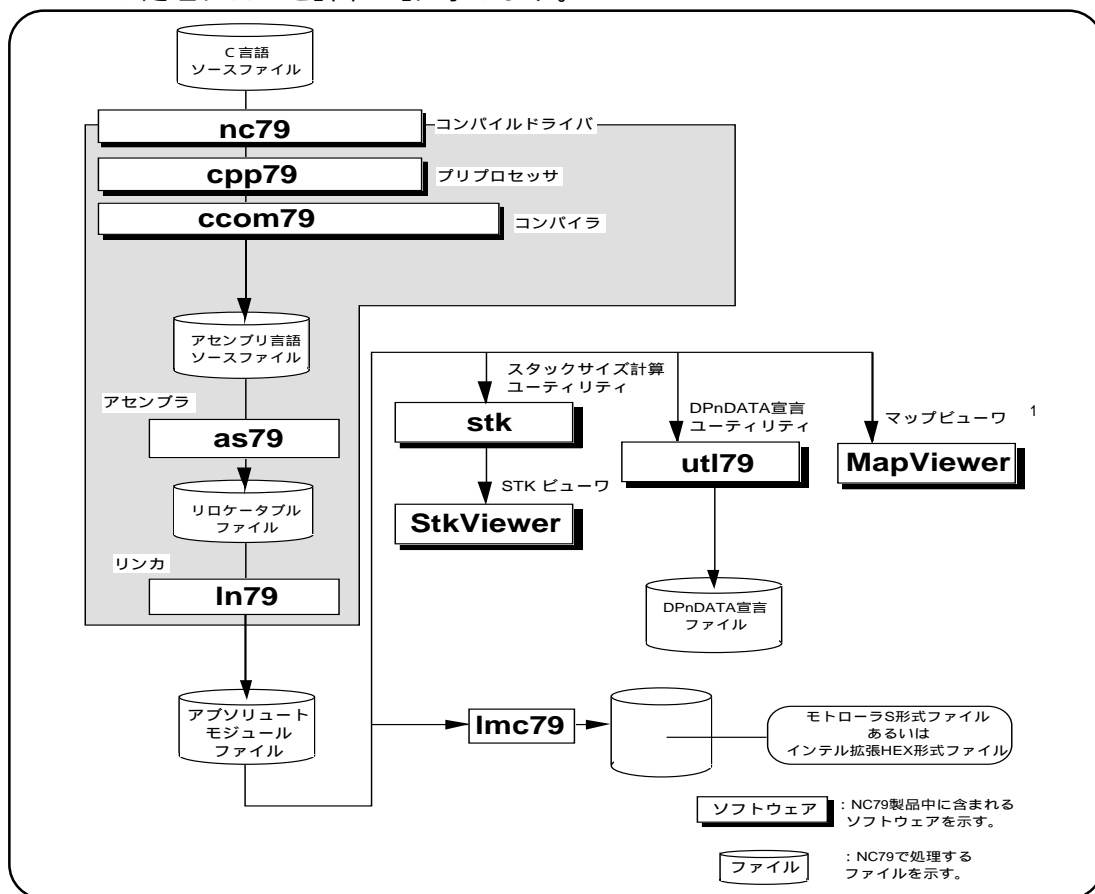 C 言語
ソースファイル
nc79
コンパイルドライバ
cpp79
プリプロセッサ
ccom79
コンパイラ
アセンブリ言語
ソースファイル
アセンブラ
as79
リロケータブル
ファイル
リンカ
ln79
アブソリュート
モジュール
ファイル
スタックサイズ計算
ユーティリティ
stk
STK ビューワ
StkViewer
DPnDATA宣言
ユーティリティ
utl79
DPnDATA宣言
ファイル
マップビューワ
1
MapViewer
lmc79
モトローラS形式ファイル
あるいは
インテル拡張HEX形式ファイル
ソフトウェア
：NC79製品中に含まれる
ソフトウェアを示す。
ファイル
：NC79で処理する
ファイルを示す。